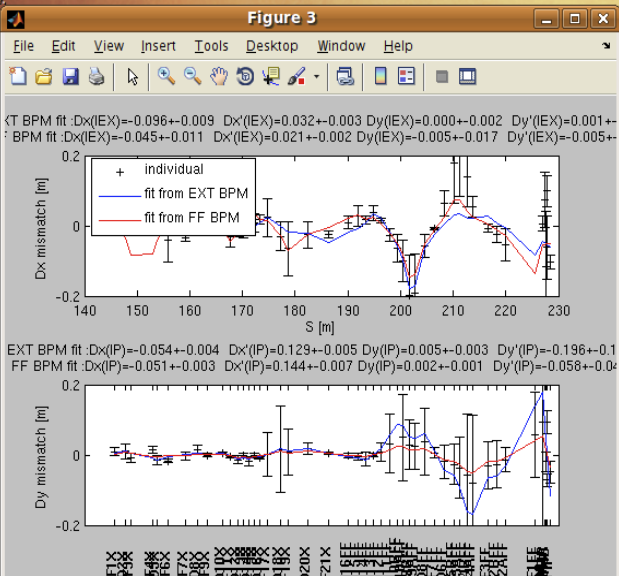 Figure 3
File Edit View Insert Tools Desktop Window Help
XT BPM fit :Dx(IEX)=-0.096+-0.009 Dx'(IEX)=0.032+-0.003 Dy(IEX)=0.000+-0.002 Dy'(IEX)=0.001+-
BPM fit :Dx(IEX)=-0.045+-0.011 Dx'(IEX)=0.021+-0.002 Dy(IEX)=-0.005+-0.017 Dy'(IEX)=-0.005+-
0.2
individual
fit from EXT BPM
fit from FF BPM
Dx mismatch [m]
0
-0.2
140 150 160 170 180 190 200 210 220 230
S [m]
EXT BPM fit :Dx(IP)=-0.054+-0.004 Dx'(IP)=0.129+-0.005 Dy(IP)=0.005+-0.003 Dy'(IP)=-0.196+-0.1
FF BPM fit :Dx(IP)=-0.051+-0.003 Dx'(IP)=0.144+-0.007 Dy(IP)=0.002+-0.001 Dy'(IP)=-0.058+-0.04
0.2
Dy mismatch [m]
0
-0.2